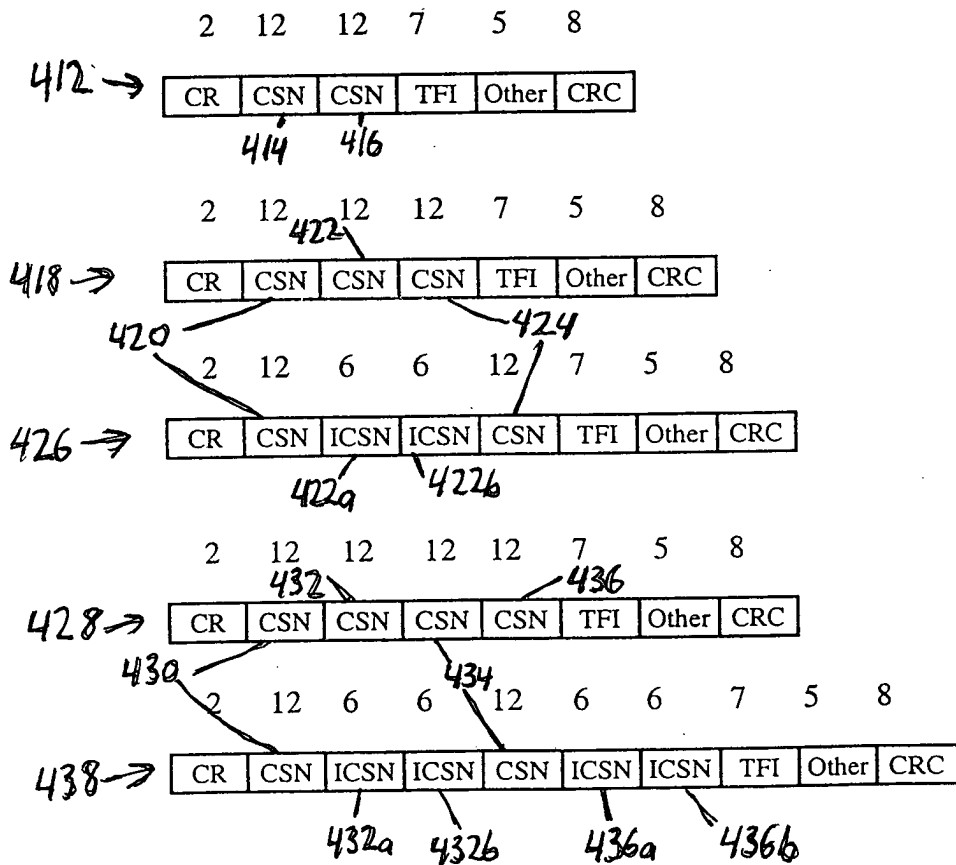 2 12 12 7 5 8
412 → CR CSN CSN TFI Other CRC
414 416
2 12 12 12 7 5 8
422
418 → CR CSN CSN CSN TFI Other CRC
420 424
2 12 6 6 12 7 5 8
426 → CR CSN ICSN ICSN CSN TFI Other CRC
422a 422b
2 12 12 12 12 7 5 8
432 436
428 → CR CSN CSN CSN CSN TFI Other CRC
430 434
2 12 6 6 12 6 6 7 5 8
438 → CR CSN ICSN ICSN CSN ICSN ICSN TFI Other CRC
432a 432b 436a 436b